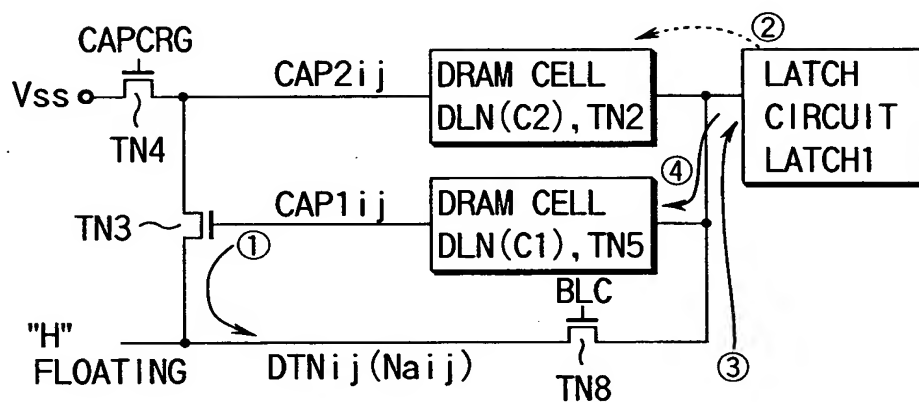 CAPCRG
Vss
TN4
CAP2ij
DRAM CELL
DLN(C2), TN2
②
LATCH
CIRCUIT
LATCH1
④
TN3
①
CAP1ij
DRAM CELL
DLN(C1), TN5
BLC
③
"H"
FLOATING
DTNij(Naij)
TN8